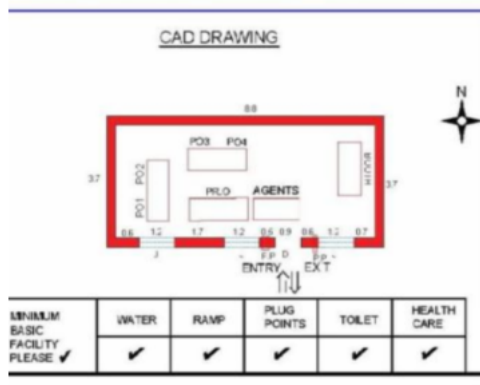 CAD DRAWING
N
8.8
PO3 PO4
3.7
PO2
PO1
PRO
AGENTS
BOOTH
3.7
0.6 1.2 1.7 1.2 0.5 0.9 0.6 1.2 0.7
J
F.P
D.
ENTRY EXIT
MINIMUM
BASIC
FACILITY
PLEASE ✔
WATER
RAMP
PLUG
POINTS
TOILET
HEALTH
CARE
✔ ✔ ✔ ✔ ✔